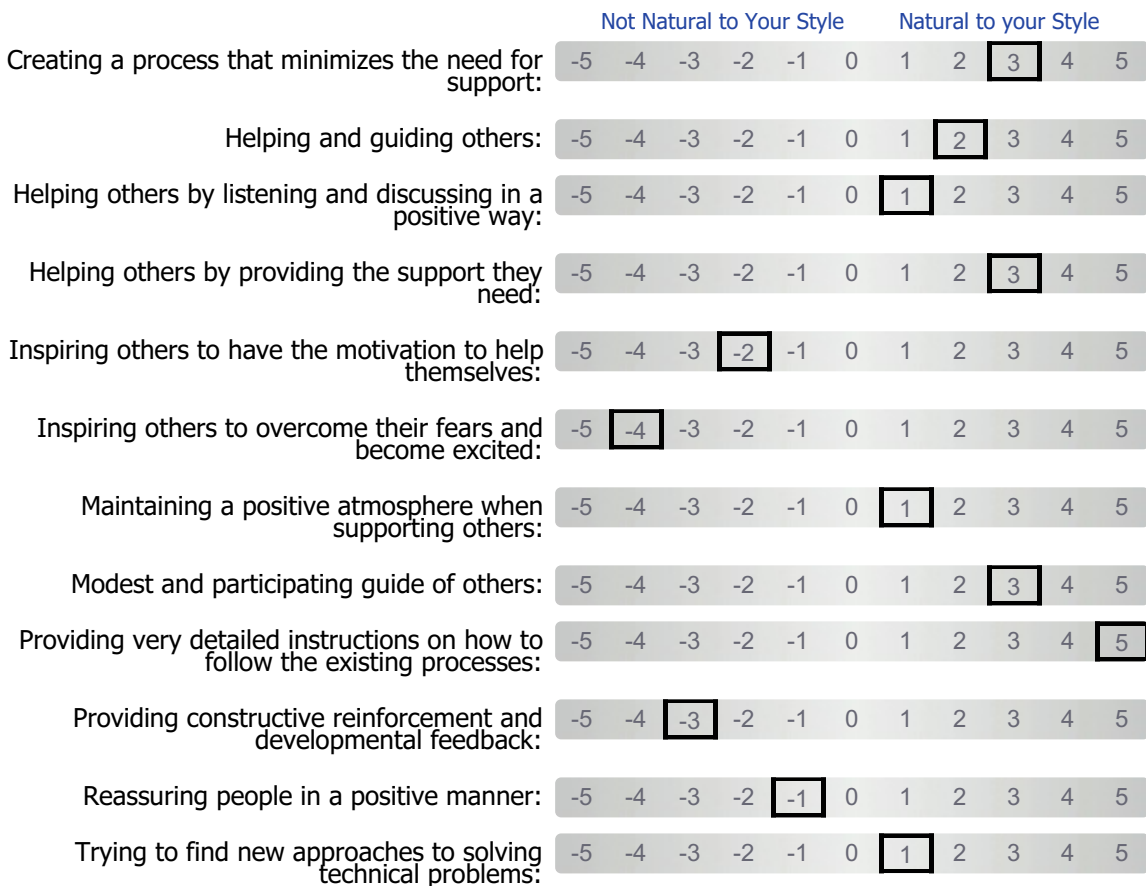 Not Natural to Your Style Natural to your Style
Creating a process that minimizes the need for
support:
-5 -4 -3 -2 -1 0 1 2 3 4 5
Helping and guiding others:
-5 -4 -3 -2 -1 0 1 2 3 4 5
Helping others by listening and discussing in a
positive way:
-5 -4 -3 -2 -1 0 1 2 3 4 5
Helping others by providing the support they
need:
-5 -4 -3 -2 -1 0 1 2 3 4 5
Inspiring others to have the motivation to help
themselves:
-5 -4 -3 -2 -1 0 1 2 3 4 5
Inspiring others to overcome their fears and
become excited:
-5 -4 -3 -2 -1 0 1 2 3 4 5
Maintaining a positive atmosphere when
supporting others:
-5 -4 -3 -2 -1 0 1 2 3 4 5
Modest and participating guide of others:
-5 -4 -3 -2 -1 0 1 2 3 4 5
Providing very detailed instructions on how to
follow the existing processes:
-5 -4 -3 -2 -1 0 1 2 3 4 5
Providing constructive reinforcement and
developmental feedback:
-5 -4 -3 -2 -1 0 1 2 3 4 5
Reassuring people in a positive manner:
-5 -4 -3 -2 -1 0 1 2 3 4 5
Trying to find new approaches to solving
technical problems:
-5 -4 -3 -2 -1 0 1 2 3 4 5